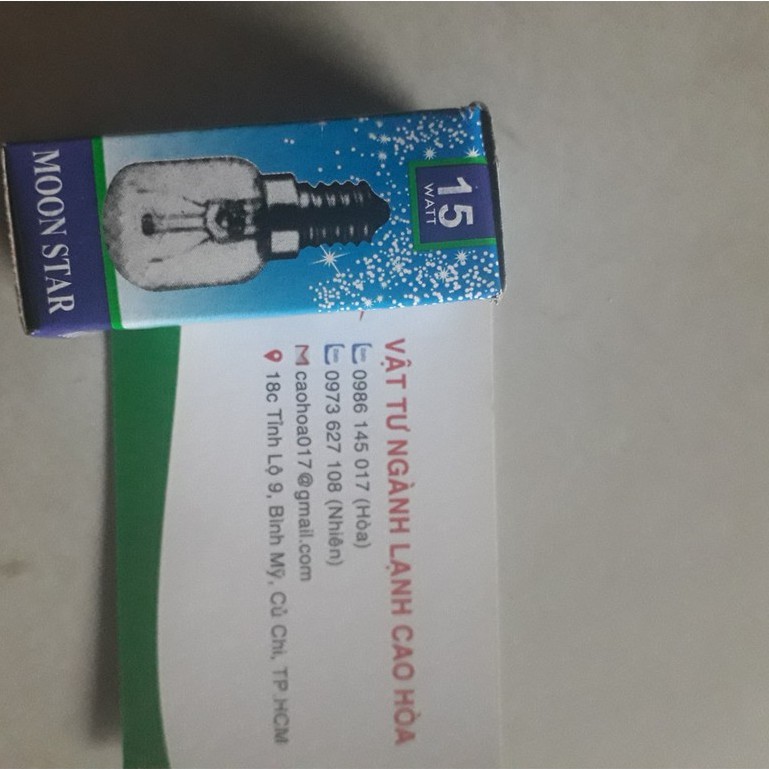 15
WATT
MOON STAR
VẬT TƯ NGÀNH LẠNH CAO HÒA
0986 145 017 (Hòa)
0973 627 108 (Nhiên)
caohoa017@gmail.com
18c Tỉnh Lộ 9, Bình Mỹ, Củ Chi, TP.HCM